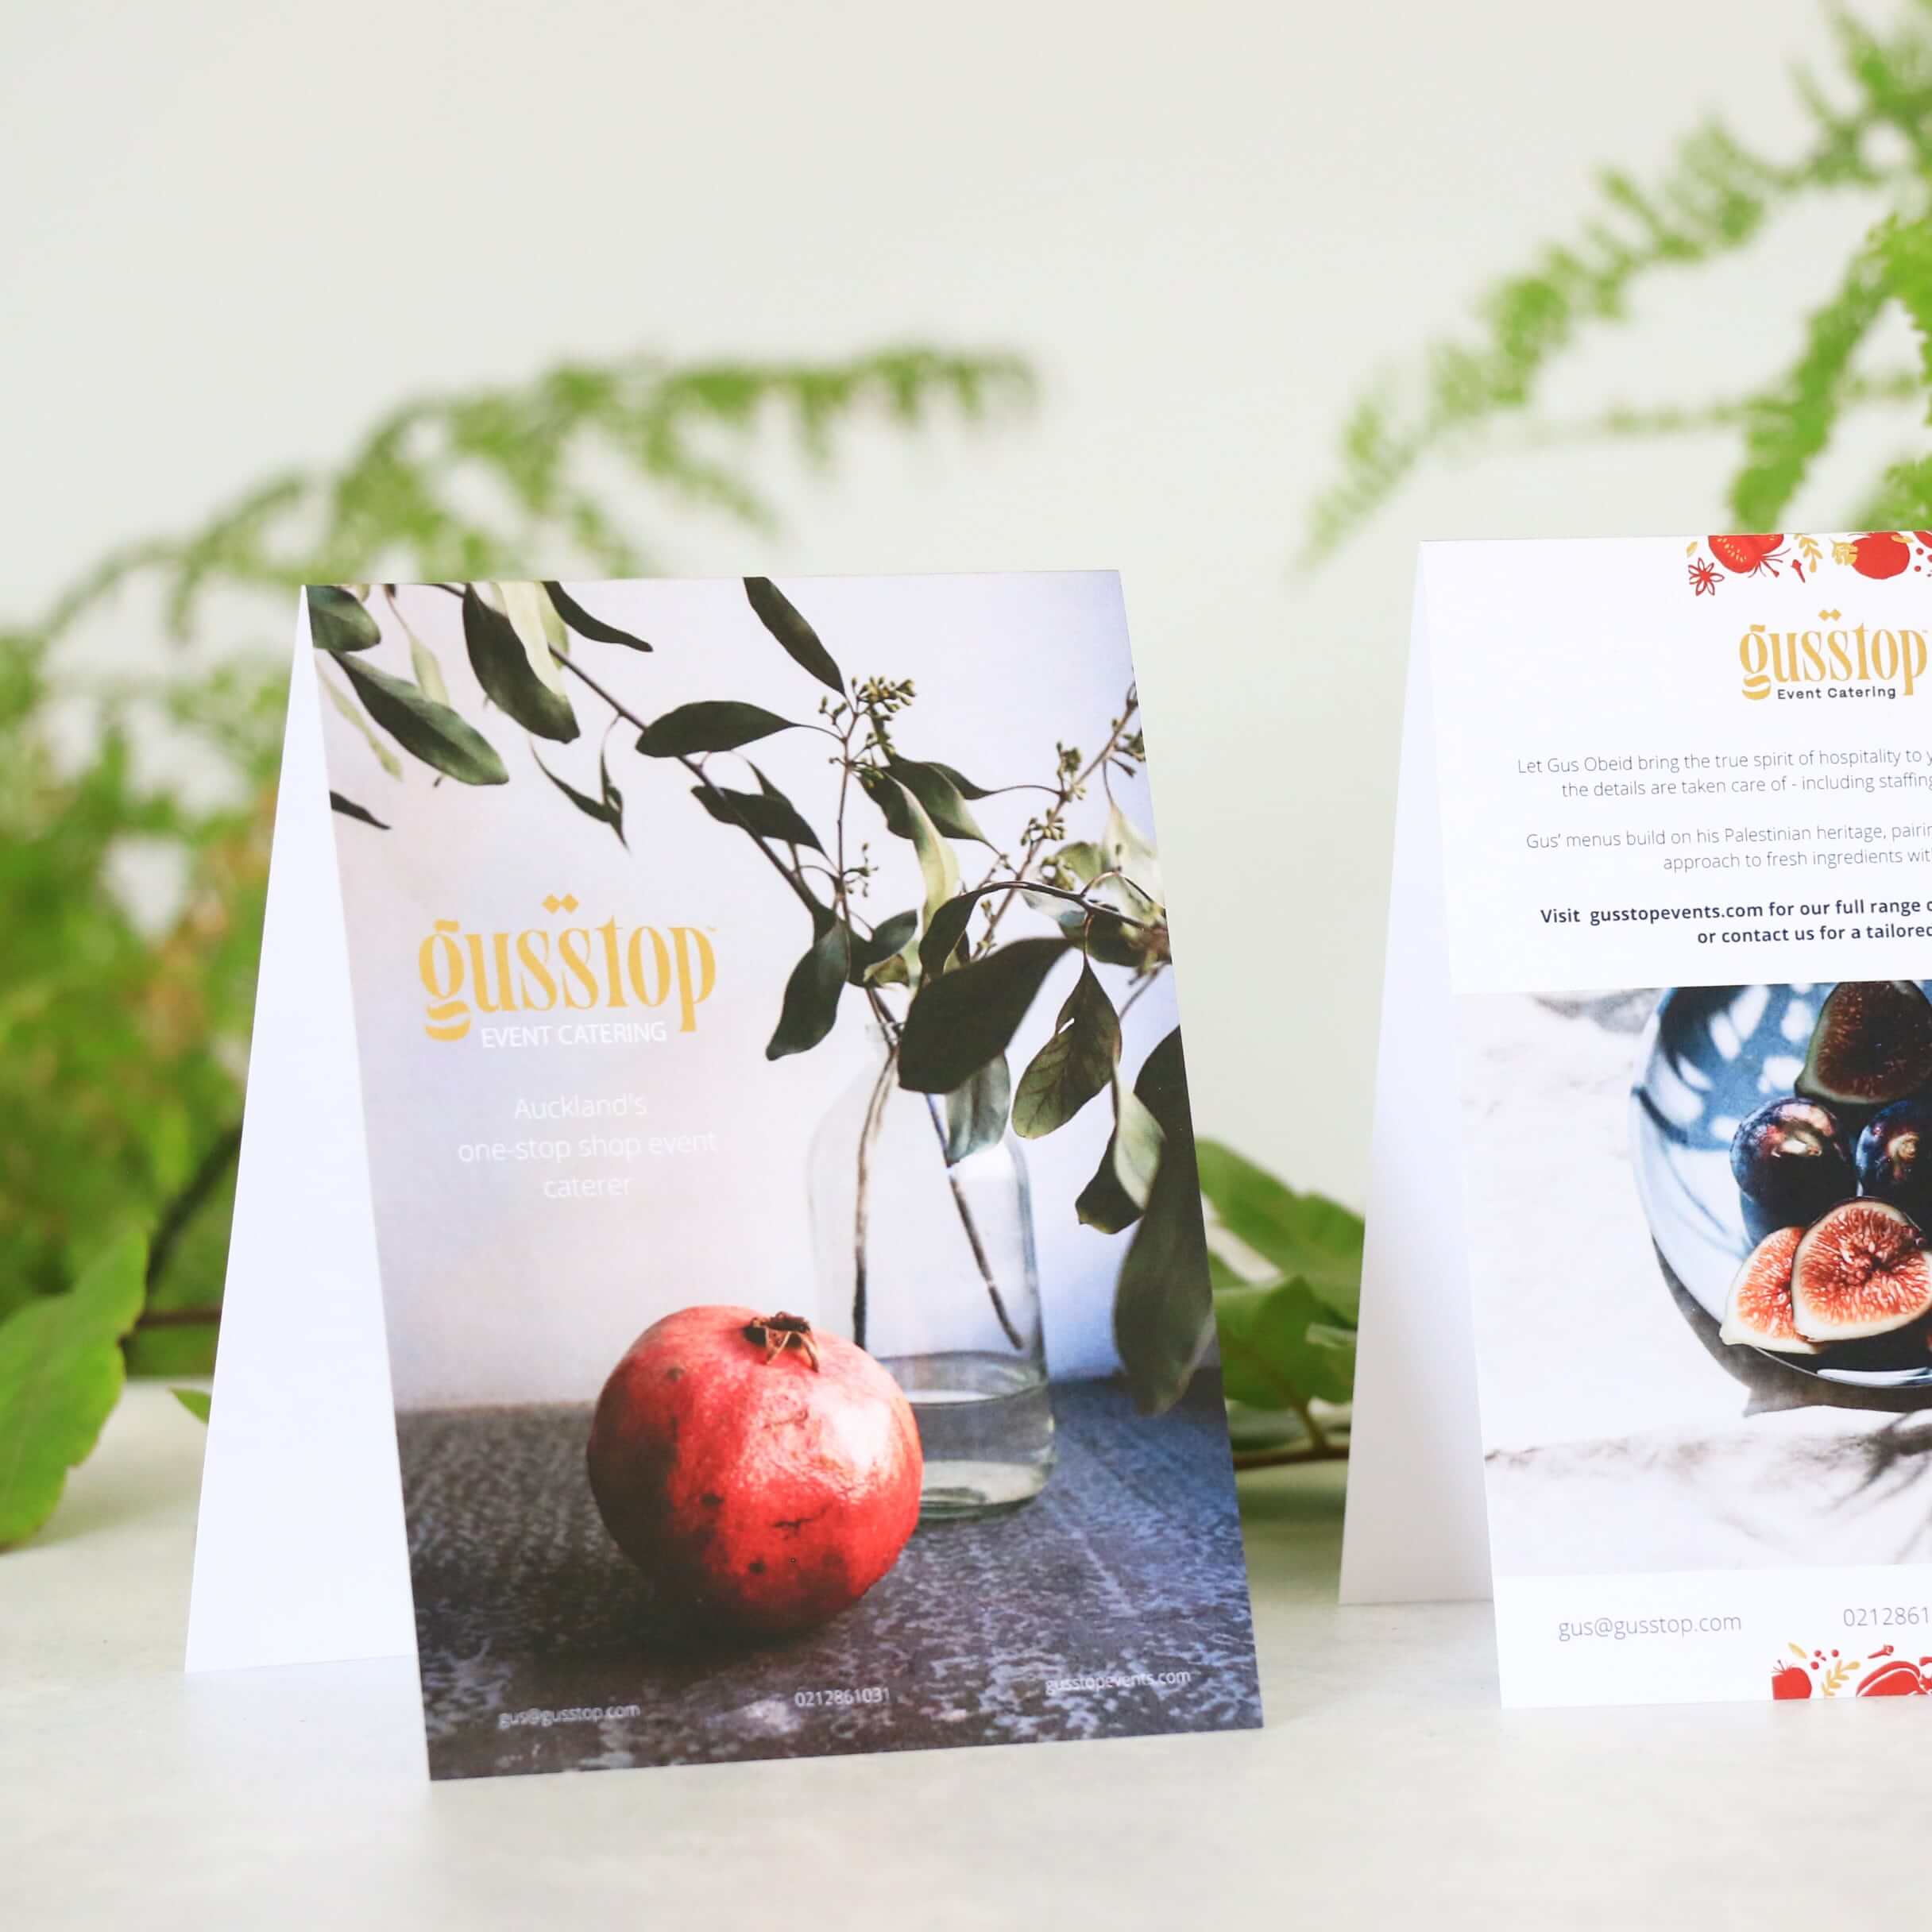 gusstop™
EVENT CATERING
Auckland's
one-stop shop event
caterer
gus@gusstop.com
0212861031
gusstopevents.com
gusstop
Event Catering
Let Gus Obeid bring the true spirit of hospitality to
the details are taken care of - including staffing
Gus' menus build on his Palestinian heritage,
approach to fresh ingredients
Visit gusstopevents.com for our full range
or contact us for a tailored
gus@gusstop.com
0212861